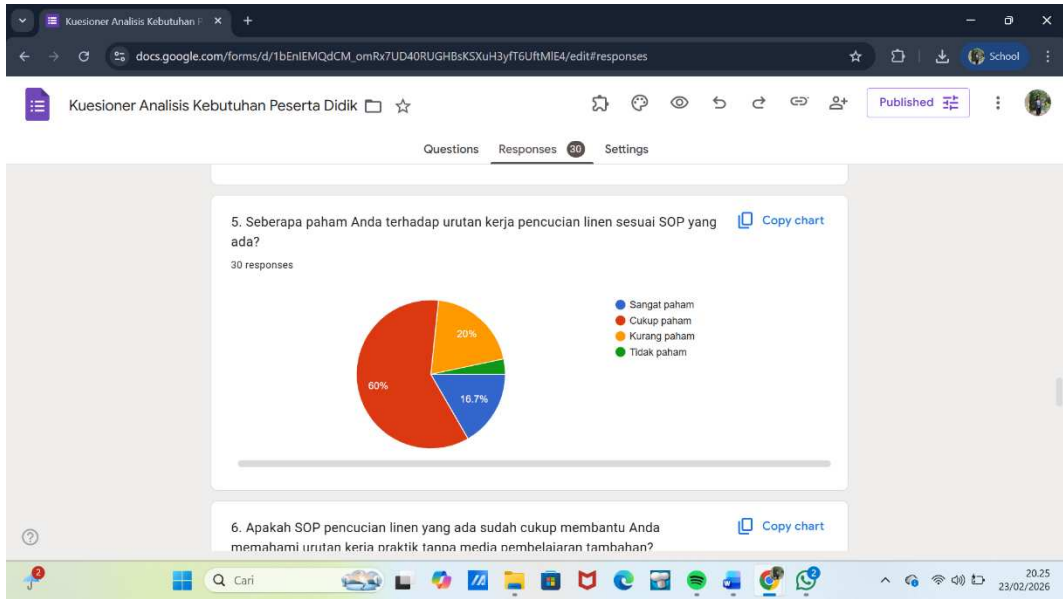 Kuesioner Analisis Kebutuhan P
docs.google.com/forms/d/1bEnIEMQdCM_omRx7UD40RUGHBsKSXuH3yfT6UftMlE4/edit#responses
School
Kuesioner Analisis Kebutuhan Peserta Didik
Published
Questions Responses 30 Settings
5. Seberapa paham Anda terhadap urutan kerja pencucian linen sesuai SOP yang
ada?
Copy chart
30 responses
Sangat paham
Cukup paham
Kurang paham
Tidak paham
20%
60%
16.7%
6. Apakah SOP pencucian linen yang ada sudah cukup membantu Anda
memahami urutan kerja praktik tanpa media pembelajaran tambahan?
Copy chart
2
Cari
2
20.25
23/02/2026